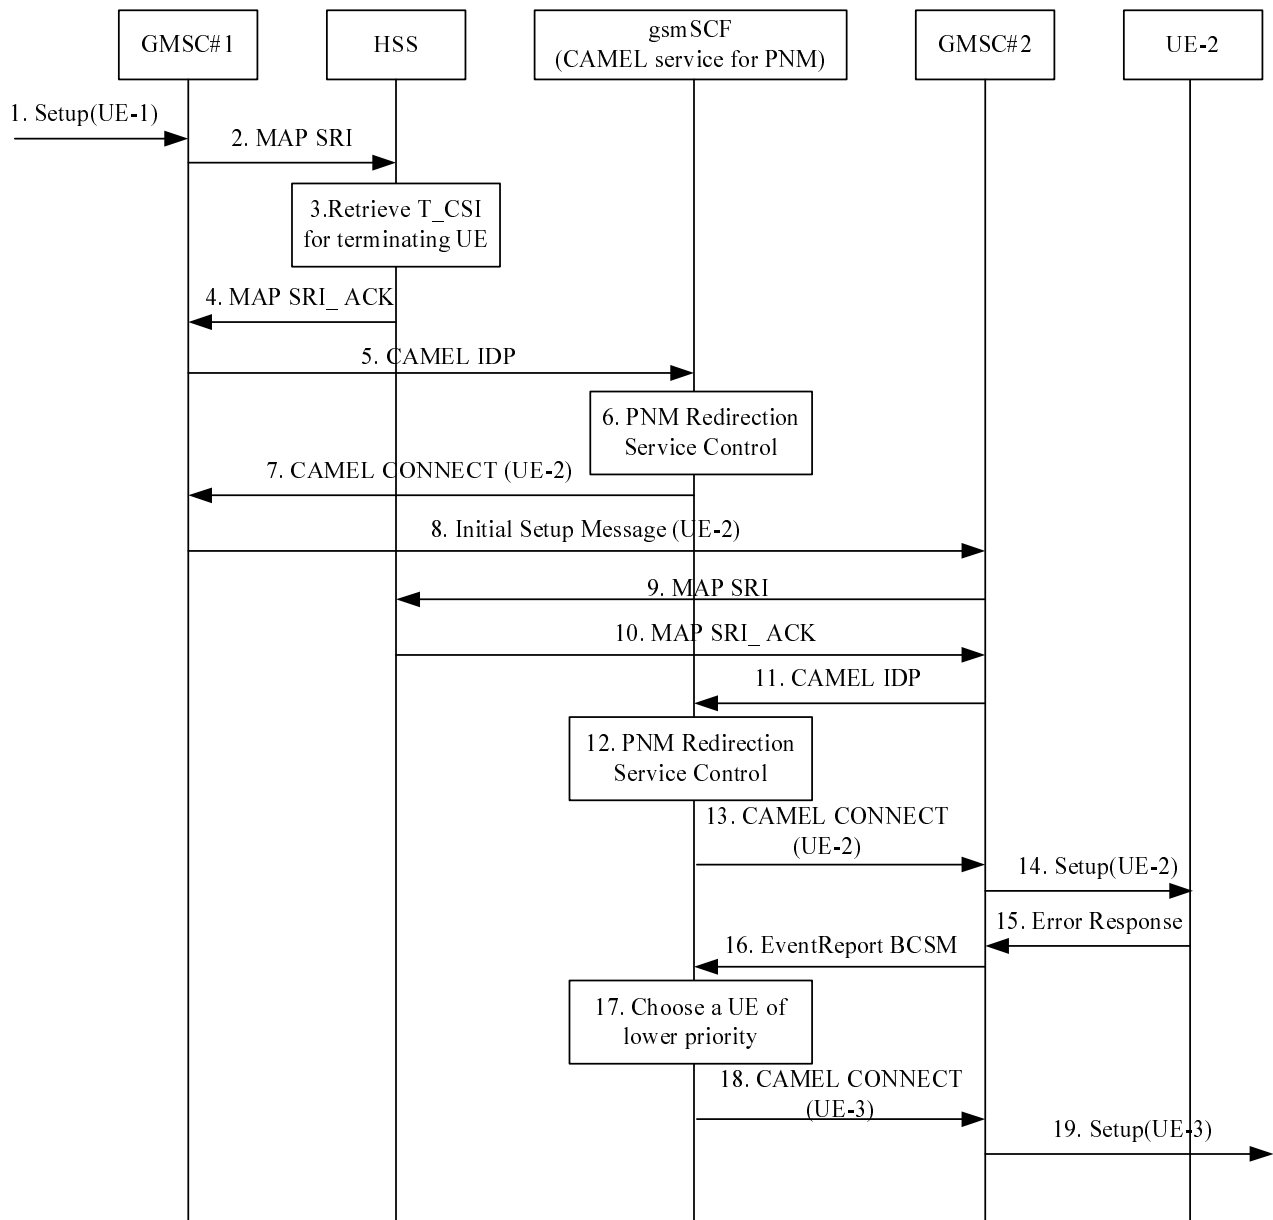 GMSC#1
HSS
gsmSCF
(CAMEL service for PNM)
GMSC#2
UE-2
1. Setup(UE-1)
2. MAP SRI
3.Retrieve T_CSI
for terminating UE
4. MAP SRI_ ACK
5. CAMEL IDP
6. PNM Redirection
Service Control
7. CAMEL CONNECT (UE-2)
8. Initial Setup Message (UE-2)
9. MAP SRI
10. MAP SRI_ ACK
11. CAMEL IDP
12. PNM Redirection
Service Control
13. CAMEL CONNECT
(UE-2)
14. Setup(UE-2)
15. Error Response
16. EventReport BCSM
17. Choose a UE of
lower priority
18. CAMEL CONNECT
(UE-3)
19. Setup(UE-3)